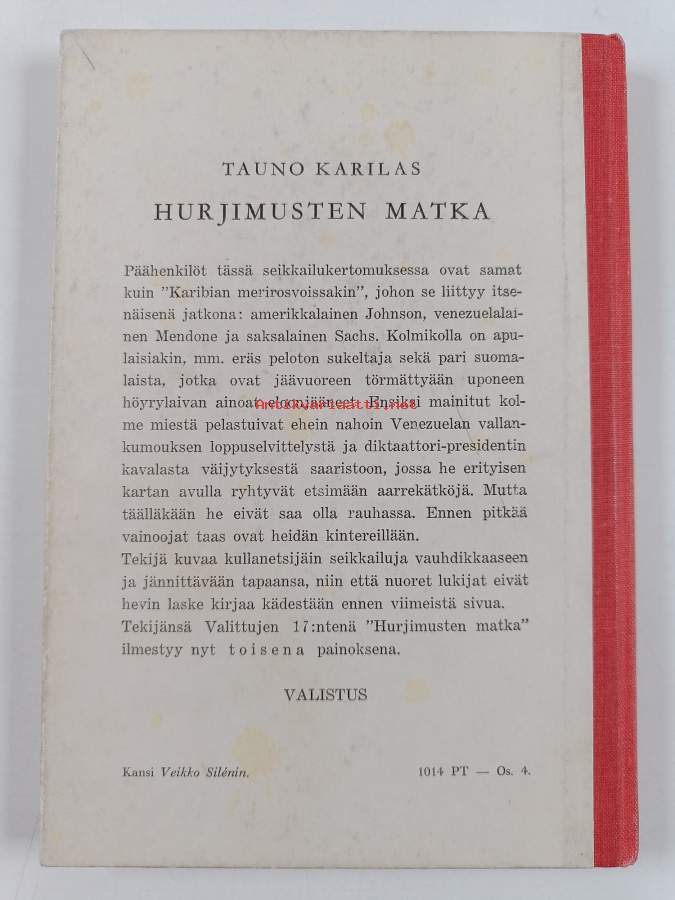 TAUNO KARILAS
HURJIMUSTEN MATKA
Päähenkilöt tässä seikkailukertomuksessa ovat samat
kuin "Karibian merirosvoissakin", johon se liittyy itse-
näisenä jatkona: amerikkalainen Johnson, venezuelalai-
nen Mendone ja saksalainen Sachs. Kolmikolla on apu-
laisiakin, mm. eräs peloton sukeltaja sekä pari suoma-
laista, jotka ovat jäävuoreen törmättyään uponeen
höyrylaivan ainoat eloonjääneet. Ensiksi mainitut kol-
Antikvariaatti.net
me miestä pelastuivat ehein nahoin Venezuelan vallan-
kumouksen loppuselvittelystä ja diktaattori-presidentin
kavalasta väijytyksestä saaristoon, jossa he erityisen
kartan avulla ryhtyvät etsimään aarrekätköjä. Mutta
täälläkään he eivät saa olla rauhassa. Ennen pitkää
vainoojat taas ovat heidän kintereillään.
Tekijä kuvaa kullanetsijäin seikkailuja vauhdikkaaseen
ja jännittävään tapaansa, niin että nuoret lukijat eivät
hevin laske kirjaa kädestään ennen viimeistä sivua.
Tekijänsä Valittujen 17:ntenä "Hurjimusten matka"
ilmestyy nyt toisena painoksena.
VALISTUS
Kansi Veikko Silénin.
1014 PT — Os. 4.